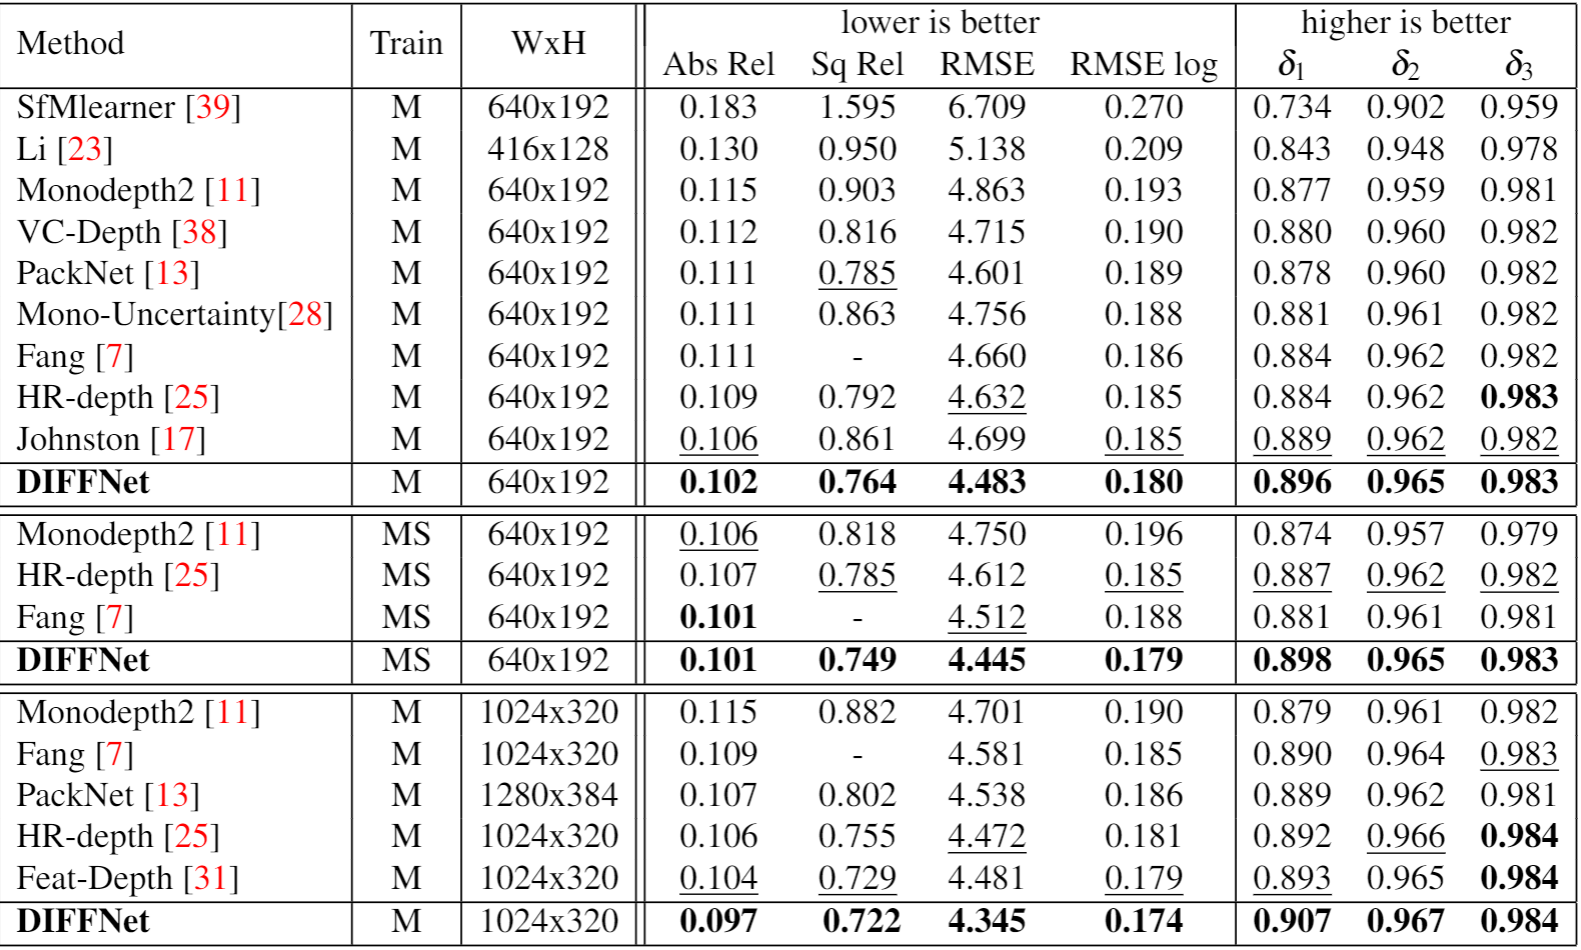 Method Train WxH lower is better higher is better
Abs Rel Sq Rel RMSE RMSE log δ1 δ2 δ3
SfMlearner [39] M 640x192 0.183 1.595 6.709 0.270 0.734 0.902 0.959
Li [23] M 416x128 0.130 0.950 5.138 0.209 0.843 0.948 0.978
Monodepth2 [11] M 640x192 0.115 0.903 4.863 0.193 0.877 0.959 0.981
VC-Depth [38] M 640x192 0.112 0.816 4.715 0.190 0.880 0.960 0.982
PackNet [13] M 640x192 0.111 0.785 4.601 0.189 0.878 0.960 0.982
Mono-Uncertainty[28] M 640x192 0.111 0.863 4.756 0.188 0.881 0.961 0.982
Fang [7] M 640x192 0.111 - 4.660 0.186 0.884 0.962 0.982
HR-depth [25] M 640x192 0.109 0.792 4.632 0.185 0.884 0.962 0.983
Johnston [17] M 640x192 0.106 0.861 4.699 0.185 0.889 0.962 0.982
DIFFNet M 640x192 0.102 0.764 4.483 0.180 0.896 0.965 0.983
Monodepth2 [11] MS 640x192 0.106 0.818 4.750 0.196 0.874 0.957 0.979
HR-depth [25] MS 640x192 0.107 0.785 4.612 0.185 0.887 0.962 0.982
Fang [7] MS 640x192 0.101 - 4.512 0.188 0.881 0.961 0.981
DIFFNet MS 640x192 0.101 0.749 4.445 0.179 0.898 0.965 0.983
Monodepth2 [11] M 1024x320 0.115 0.882 4.701 0.190 0.879 0.961 0.982
Fang [7] M 1024x320 0.109 - 4.581 0.185 0.890 0.964 0.983
PackNet [13] M 1280x384 0.107 0.802 4.538 0.186 0.889 0.962 0.981
HR-depth [25] M 1024x320 0.106 0.755 4.472 0.181 0.892 0.966 0.984
Feat-Depth [31] M 1024x320 0.104 0.729 4.481 0.179 0.893 0.965 0.984
DIFFNet M 1024x320 0.097 0.722 4.345 0.174 0.907 0.967 0.984